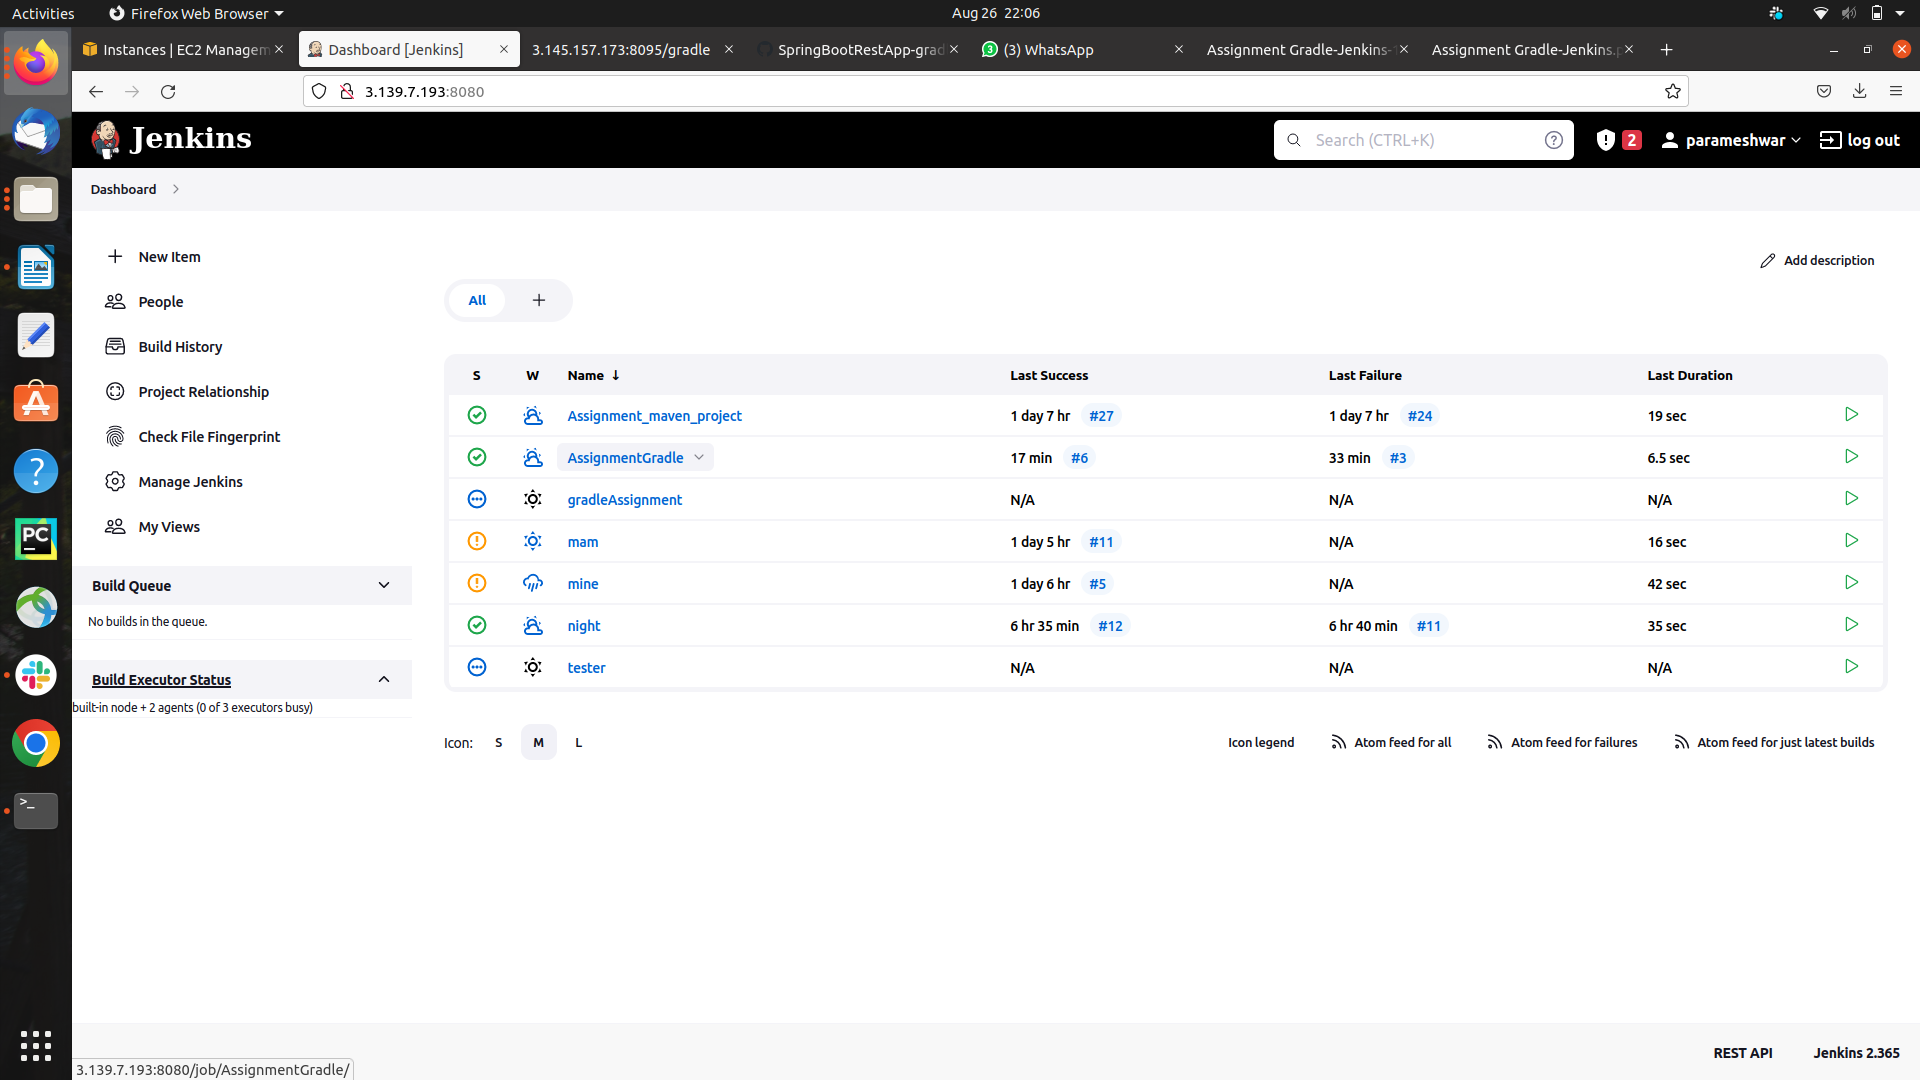 Activities Firefox Web Browser Aug 26 22:06
Instances | EC2 Managem Dashboard [Jenkins] 3.145.157.173:8095/gradle SpringBootRestApp-grad (3) WhatsApp Assignment Gradle-Jenkins-1 Assignment Gradle-Jenkins.p
3.139.7.193:8080
Jenkins Search (CTRL+K) 2 parameshwar log out
Dashboard
New Item
Add description
People
All +
Build History
S W Name ↓ Last Success Last Failure Last Duration
Project Relationship
Assignment_maven_project 1 day 7 hr #27 1 day 7 hr #24 19 sec
Check File Fingerprint
AssignmentGradle 17 min #6 33 min #3 6.5 sec
Manage Jenkins
gradleAssignment N/A N/A N/A
My Views
mam 1 day 5 hr #11 N/A 16 sec
Build Queue
mine 1 day 6 hr #5 N/A 42 sec
No builds in the queue.
night 6 hr 35 min #12 6 hr 40 min #11 35 sec
tester N/A N/A N/A
Build Executor Status
built-in node + 2 agents (0 of 3 executors busy)
Icon: S M L Icon legend Atom feed for all Atom feed for failures Atom feed for just latest builds
REST API Jenkins 2.365
3.139.7.193:8080/job/AssignmentGradle/